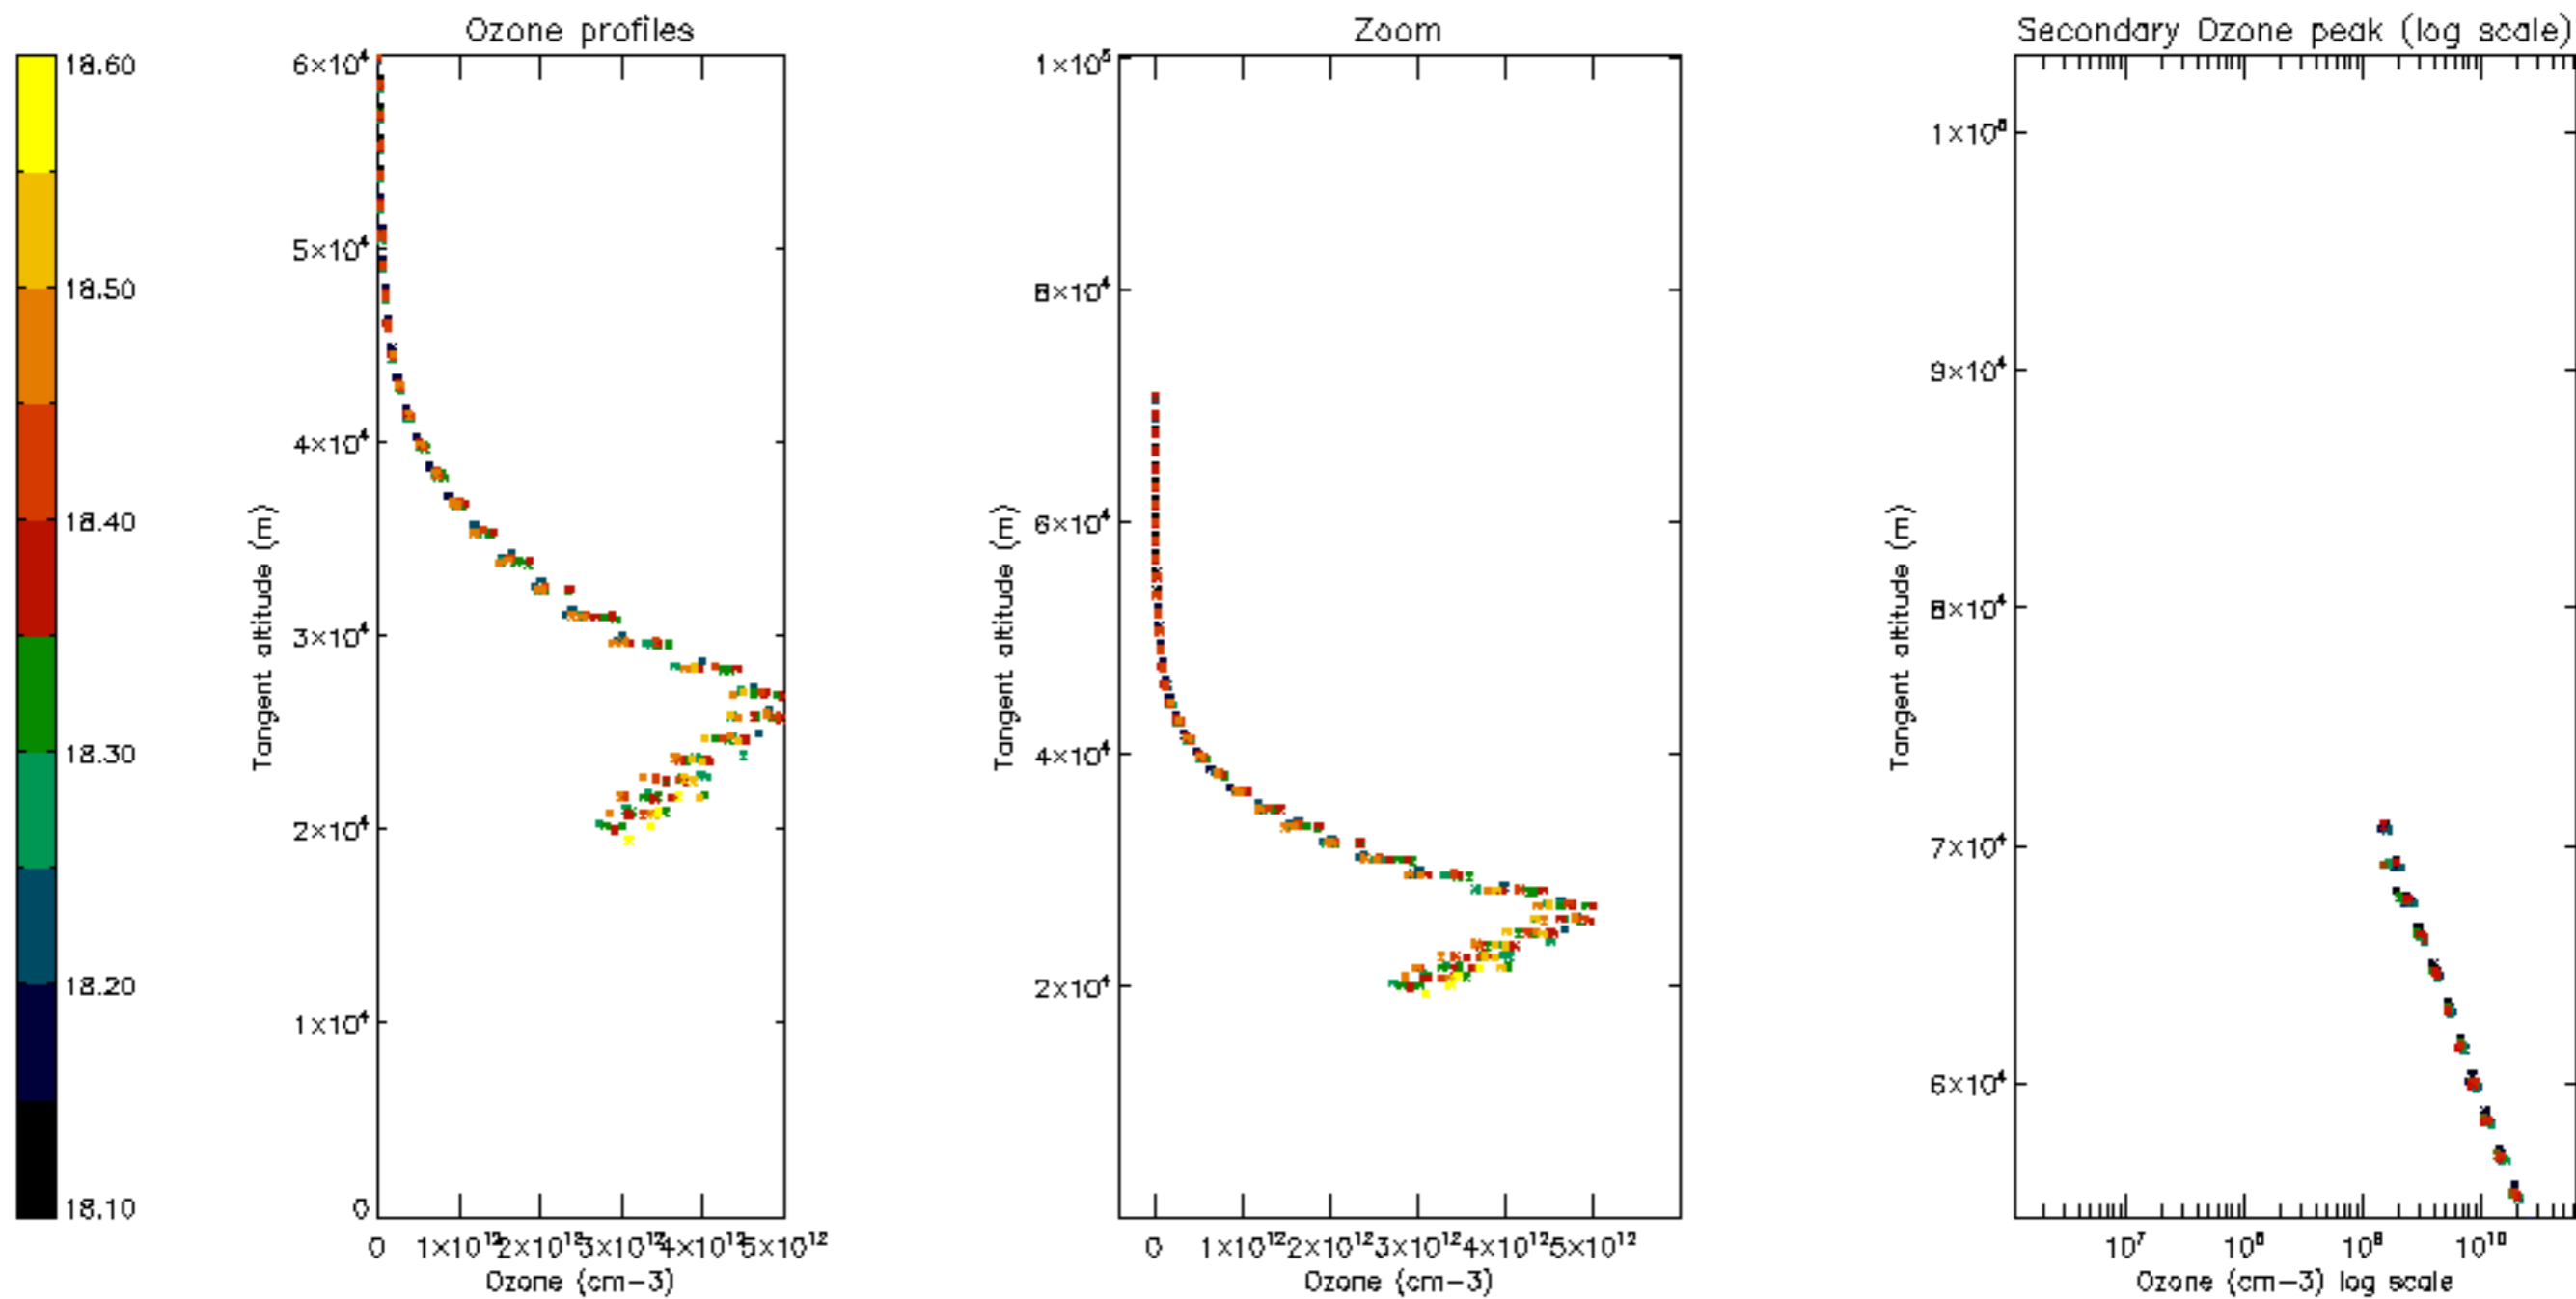 Ozone profiles
Zoom
Secondary Ozone peak (log scale)
18.60
18.50
18.40
18.30
18.20
18.10
6×10⁴
5×10⁴
4×10⁴
3×10⁴
2×10⁴
1×10⁴
0
Tangent altitude (m)
0 1×10¹² 2×10¹² 3×10¹² 4×10¹² 5×10¹²
Ozone (cm-3)
1×10⁵
8×10⁴
6×10⁴
4×10⁴
2×10⁴
Tangent altitude (m)
0 1×10¹² 2×10¹² 3×10¹² 4×10¹² 5×10¹²
Ozone (cm-3)
1×10⁵
9×10⁴
8×10⁴
7×10⁴
6×10⁴
Tangent altitude (m)
10⁷ 10⁸ 10⁹ 10¹⁰
Ozone (cm-3) log scale